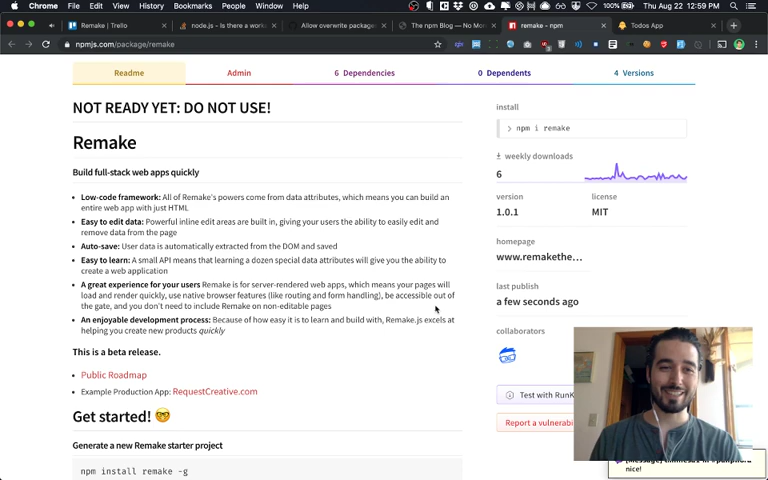 Chrome File Edit View History Bookmarks People Window Help
100%
Thu Aug 22 12:59 PM
Remake | Trello
node.js - Is there a worka
Allow overwrite package
The npm Blog — No Mor
remake - npm
Todos App
npmjs.com/package/remake
Readme
Admin
6 Dependencies
0 Dependents
4 Versions
NOT READY YET: DO NOT USE!
Remake
Build full-stack web apps quickly
Low-code framework: All of Remake's powers come from data attributes, which means you can build an
entire web app with just HTML
Easy to edit data: Powerful inline edit areas are built in, giving your users the ability to easily edit and
remove data from the page
Auto-save: User data is automatically extracted from the DOM and saved
Easy to learn: A small API means that learning a dozen special data attributes will give you the ability to
create a web application
A great experience for your users Remake is for server-rendered web apps, which means your pages will
load and render quickly, use native browser features (like routing and form handling), be accessible out of
the gate, and you don't need to include Remake on non-editable pages
An enjoyable development process: Because of how easy it is to learn and build with, Remake.js excels at
helping you create new products quickly
This is a beta release.
Public Roadmap
Example Production App: RequestCreative.com
Get started! 🤓
Generate a new Remake starter project
npm install remake -g
install
> npm i remake
weekly downloads
6
version
1.0.1
license
MIT
homepage
www.remakethe...
last publish
a few seconds ago
collaborators
Test with RunK
Report a vulnerabi
nice!